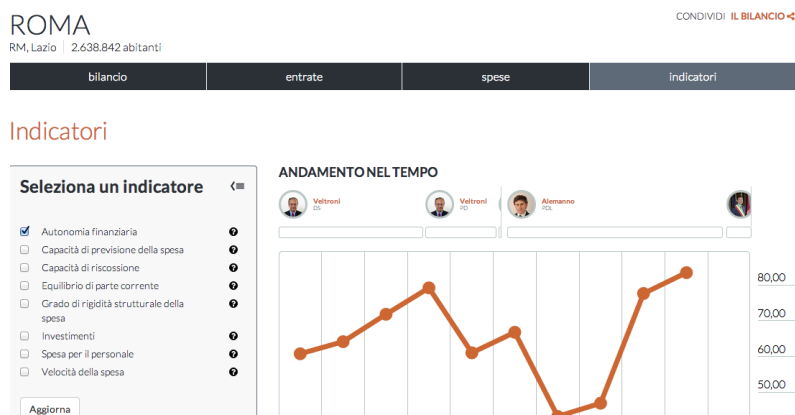 ROMA
CONDIVIDI IL BILANCIO
RM, Lazio 2.638.842 abitanti
bilancio entrate spese indicatori
Indicatori
Seleziona un indicatore
Autonomia finanziaria
Capacità di previsione della spesa
Capacità di riscossione
Equilibrio di parte corrente
Grado di rigidità strutturale della
spesa
Investimenti
Spesa per il personale
Velocità della spesa
Aggiorna
ANDAMENTO NEL TEMPO
Veltroni
DS
Veltroni
PD
Alemanno
PDL
80,00
70,00
60,00
50,00